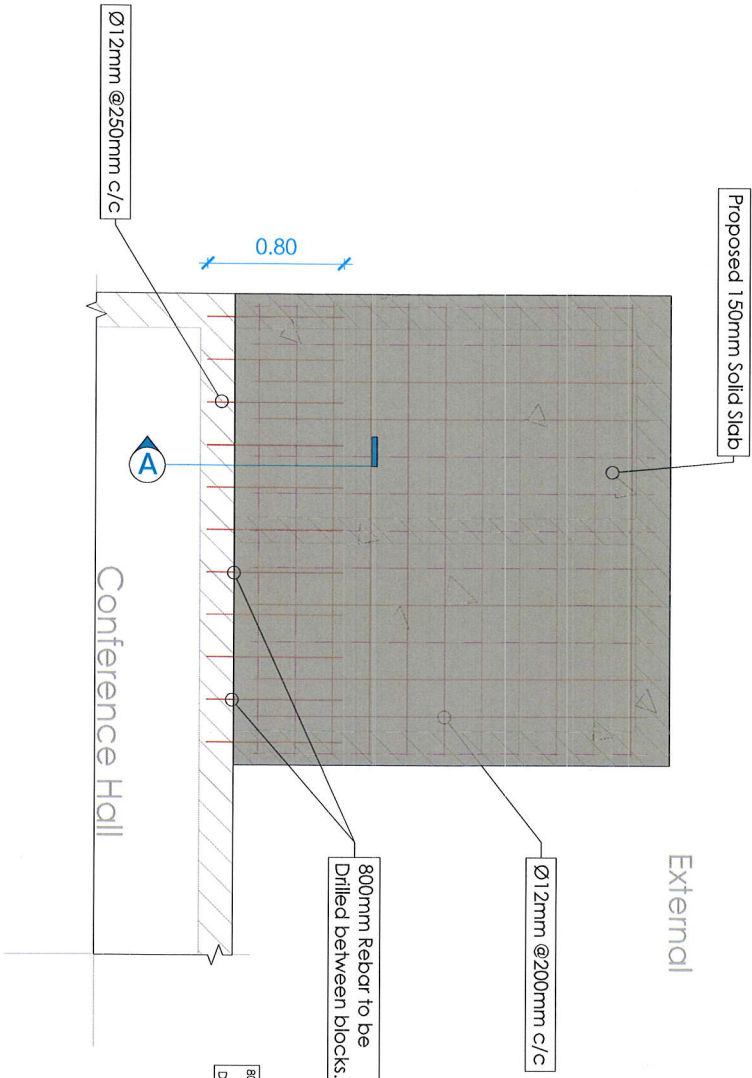 Proposed 150mm Solid Slab
External
Ø12mm @250mm c/c
0.80
Ø12mm @200mm c/c
800mm Rebar to be
Drilled between blocks.
A
Conference Hall